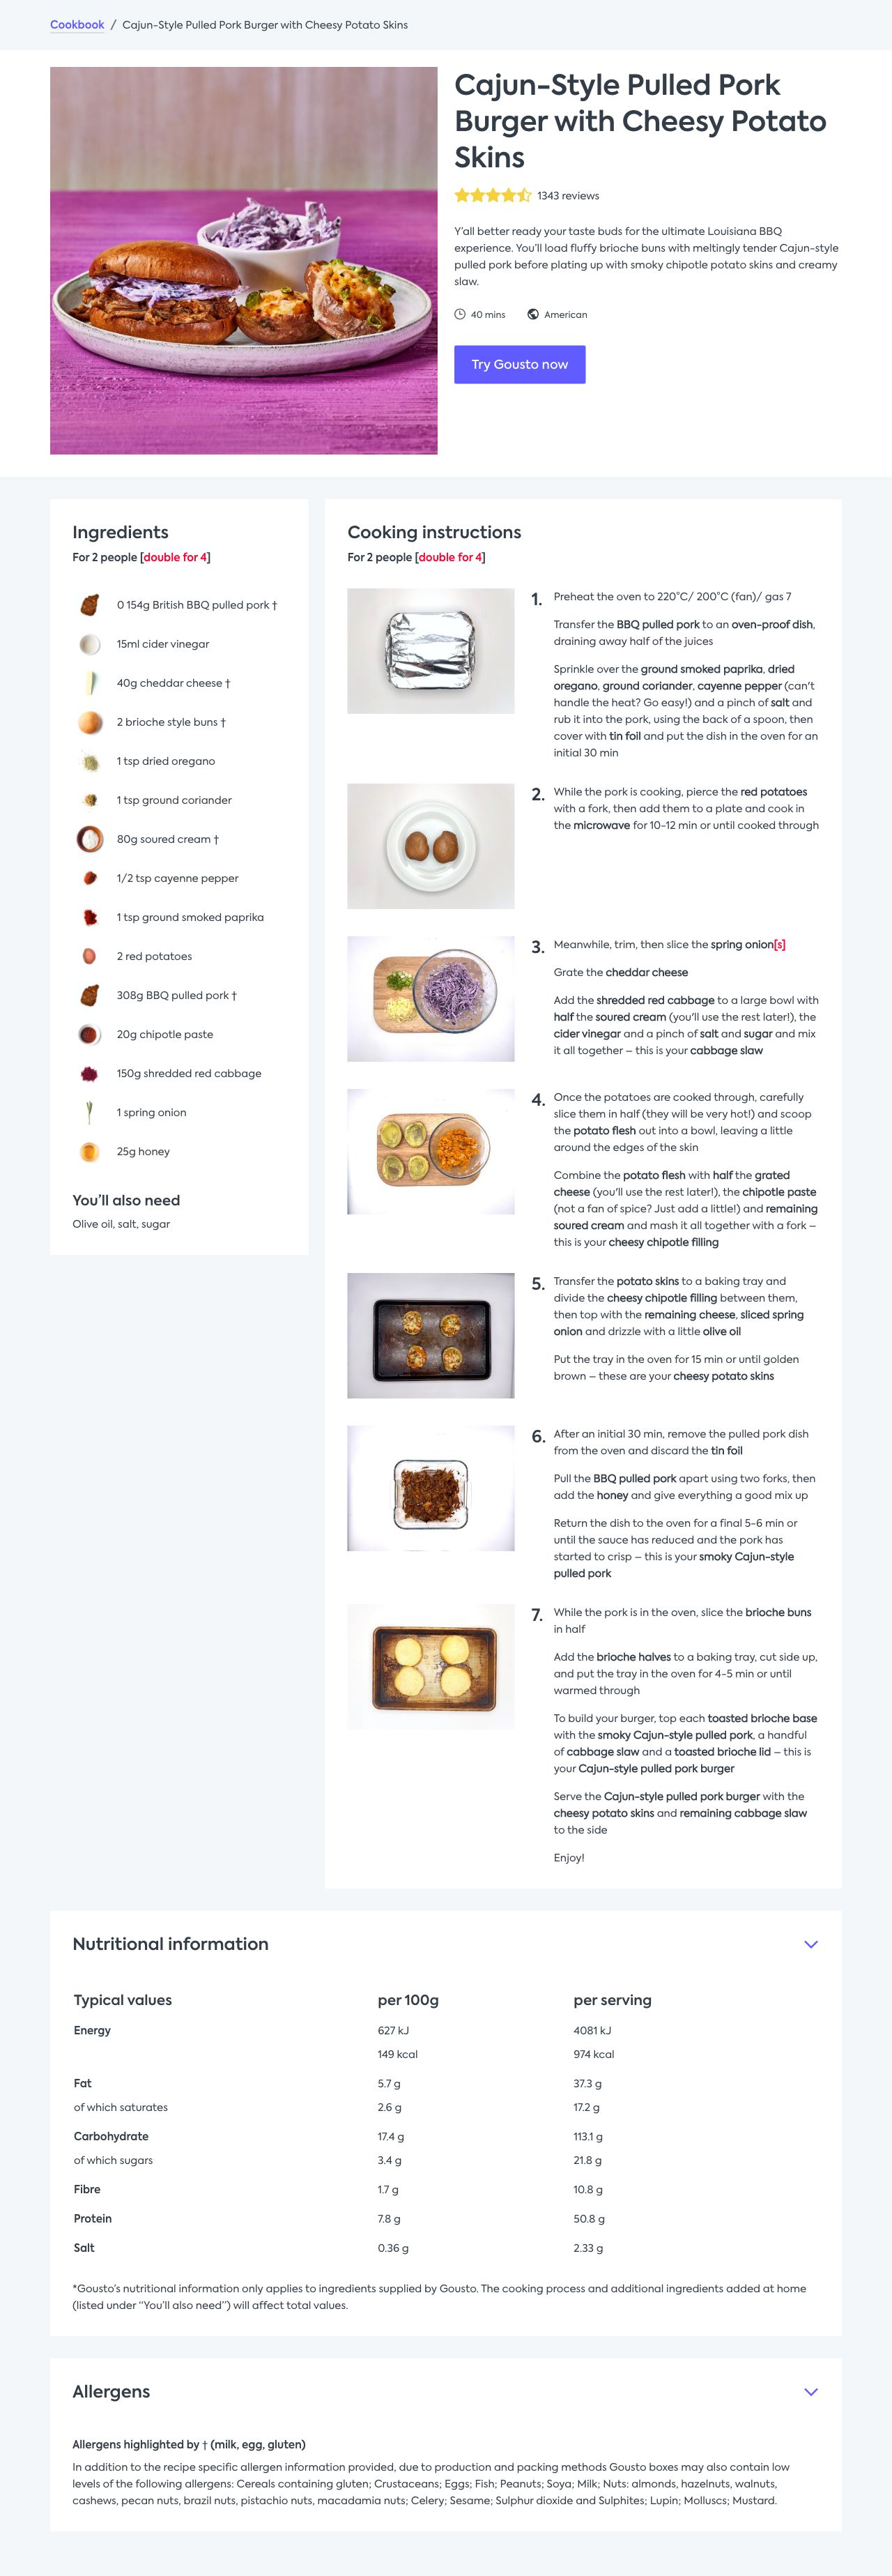 Cookbook / Cajun-Style Pulled Pork Burger with Cheesy Potato Skins
Cajun-Style Pulled Pork
Burger with Cheesy Potato
Skins
1343 reviews
Y'all better ready your taste buds for the ultimate Louisiana BBQ
experience. You'll load fluffy brioche buns with meltingly tender Cajun-style
pulled pork before plating up with smoky chipotle potato skins and creamy
slaw.
40 mins American
Try Gousto now
Ingredients
For 2 people [double for 4]
0 154g British BBQ pulled pork †
15ml cider vinegar
40g cheddar cheese †
2 brioche style buns †
1 tsp dried oregano
1 tsp ground coriander
80g soured cream †
1/2 tsp cayenne pepper
1 tsp ground smoked paprika
2 red potatoes
308g BBQ pulled pork †
20g chipotle paste
150g shredded red cabbage
1 spring onion
25g honey
You'll also need
Olive oil, salt, sugar
Cooking instructions
For 2 people [double for 4]
1. Preheat the oven to 220°C/ 200°C (fan)/ gas 7
Transfer the BBQ pulled pork to an oven-proof dish,
draining away half of the juices
Sprinkle over the ground smoked paprika, dried
oregano, ground coriander, cayenne pepper (can't
handle the heat? Go easy!) and a pinch of salt and
rub it into the pork, using the back of a spoon, then
cover with tin foil and put the dish in the oven for an
initial 30 min
2. While the pork is cooking, pierce the red potatoes
with a fork, then add them to a plate and cook in
the microwave for 10-12 min or until cooked through
3. Meanwhile, trim, then slice the spring onion[s]
Grate the cheddar cheese
Add the shredded red cabbage to a large bowl with
half the soured cream (you'll use the rest later!), the
cider vinegar and a pinch of salt and sugar and mix
it all together – this is your cabbage slaw
4. Once the potatoes are cooked through, carefully
slice them in half (they will be very hot!) and scoop
the potato flesh out into a bowl, leaving a little
around the edges of the skin
Combine the potato flesh with half the grated
cheese (you'll use the rest later!), the chipotle paste
(not a fan of spice? Just add a little!) and remaining
soured cream and mash it all together with a fork –
this is your cheesy chipotle filling
5. Transfer the potato skins to a baking tray and
divide the cheesy chipotle filling between them,
then top with the remaining cheese, sliced spring
onion and drizzle with a little olive oil
Put the tray in the oven for 15 min or until golden
brown – these are your cheesy potato skins
6. After an initial 30 min, remove the pulled pork dish
from the oven and discard the tin foil
Pull the BBQ pulled pork apart using two forks, then
add the honey and give everything a good mix up
Return the dish to the oven for a final 5-6 min or
until the sauce has reduced and the pork has
started to crisp – this is your smoky Cajun-style
pulled pork
7. While the pork is in the oven, slice the brioche buns
in half
Add the brioche halves to a baking tray, cut side up,
and put the tray in the oven for 4-5 min or until
warmed through
To build your burger, top each toasted brioche base
with the smoky Cajun-style pulled pork, a handful
of cabbage slaw and a toasted brioche lid – this is
your Cajun-style pulled pork burger
Serve the Cajun-style pulled pork burger with the
cheesy potato skins and remaining cabbage slaw
to the side
Enjoy!
Nutritional information
Typical values per 100g per serving
Energy 627 kJ 4081 kJ
149 kcal 974 kcal
Fat 5.7 g 37.3 g
of which saturates 2.6 g 17.2 g
Carbohydrate 17.4 g 113.1 g
of which sugars 3.4 g 21.8 g
Fibre 1.7 g 10.8 g
Protein 7.8 g 50.8 g
Salt 0.36 g 2.33 g
*Gousto's nutritional information only applies to ingredients supplied by Gousto. The cooking process and additional ingredients added at home
(listed under "You'll also need") will affect total values.
Allergens
Allergens highlighted by † (milk, egg, gluten)
In addition to the recipe specific allergen information provided, due to production and packing methods Gousto boxes may also contain low
levels of the following allergens: Cereals containing gluten; Crustaceans; Eggs; Fish; Peanuts; Soya; Milk; Nuts: almonds, hazelnuts, walnuts,
cashews, pecan nuts, brazil nuts, pistachio nuts, macadamia nuts; Celery; Sesame; Sulphur dioxide and Sulphites; Lupin; Molluscs; Mustard.